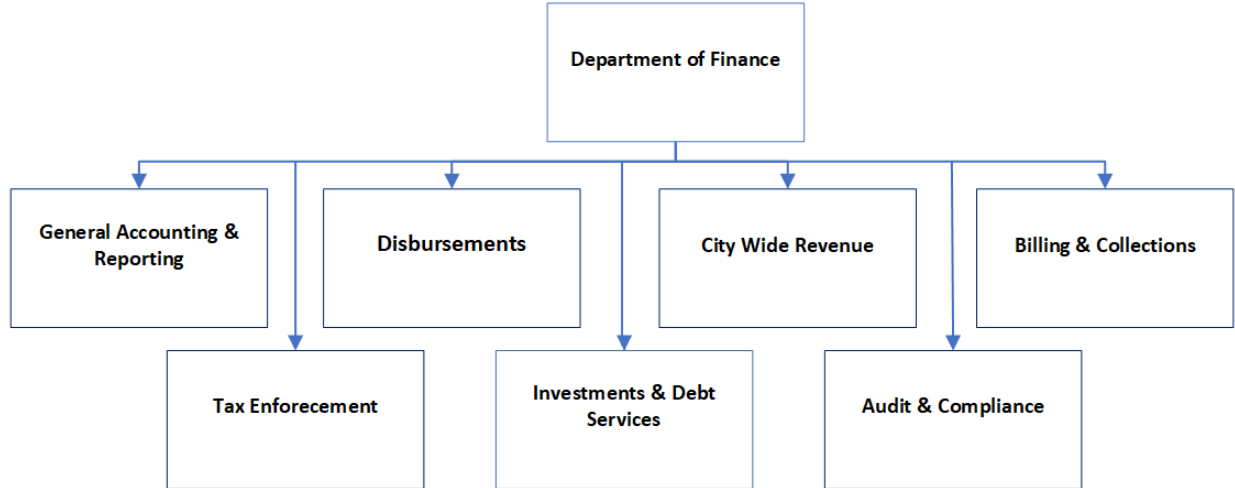 Department of Finance
General Accounting &
Reporting
Disbursements
City Wide Revenue
Billing & Collections
Tax Enforecement
Investments & Debt
Services
Audit & Compliance